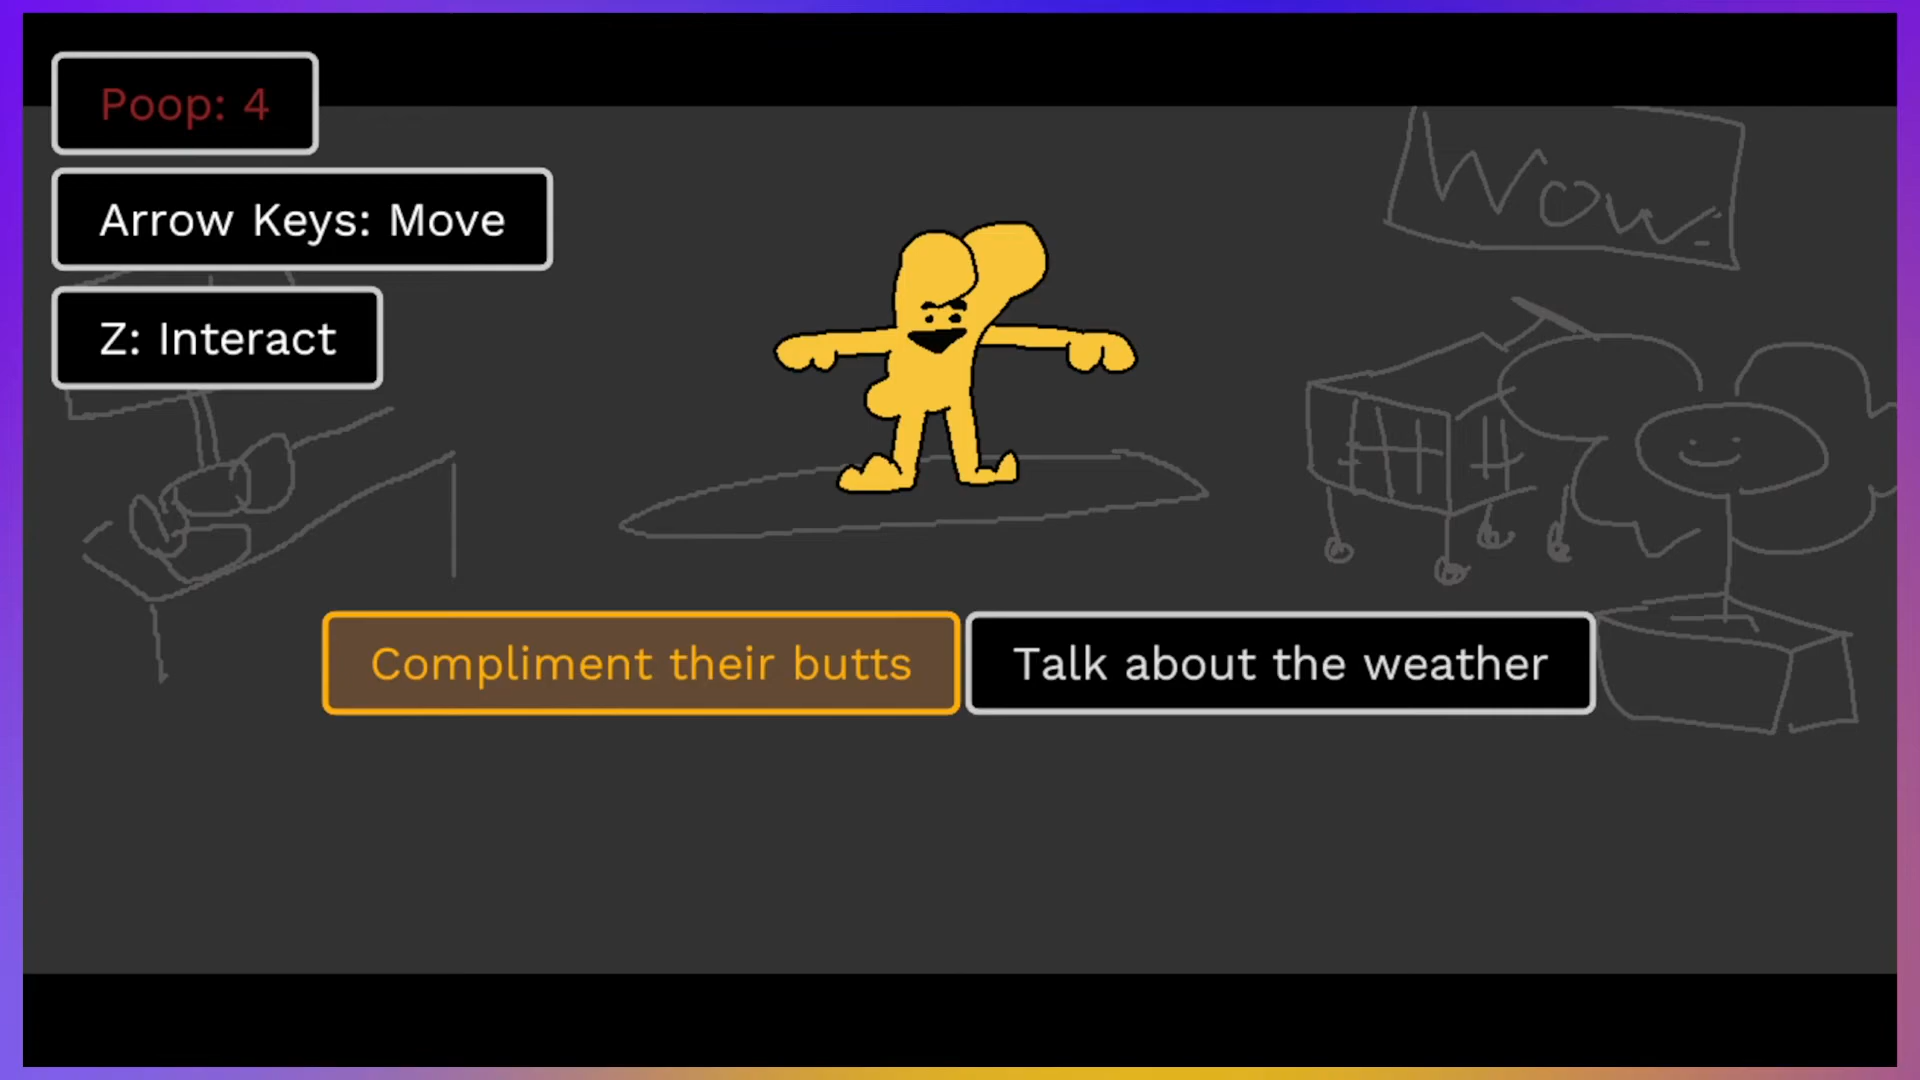 Poop: 4
Arrow Keys: Move
Z: Interact
Wow
Compliment their butts
Talk about the weather